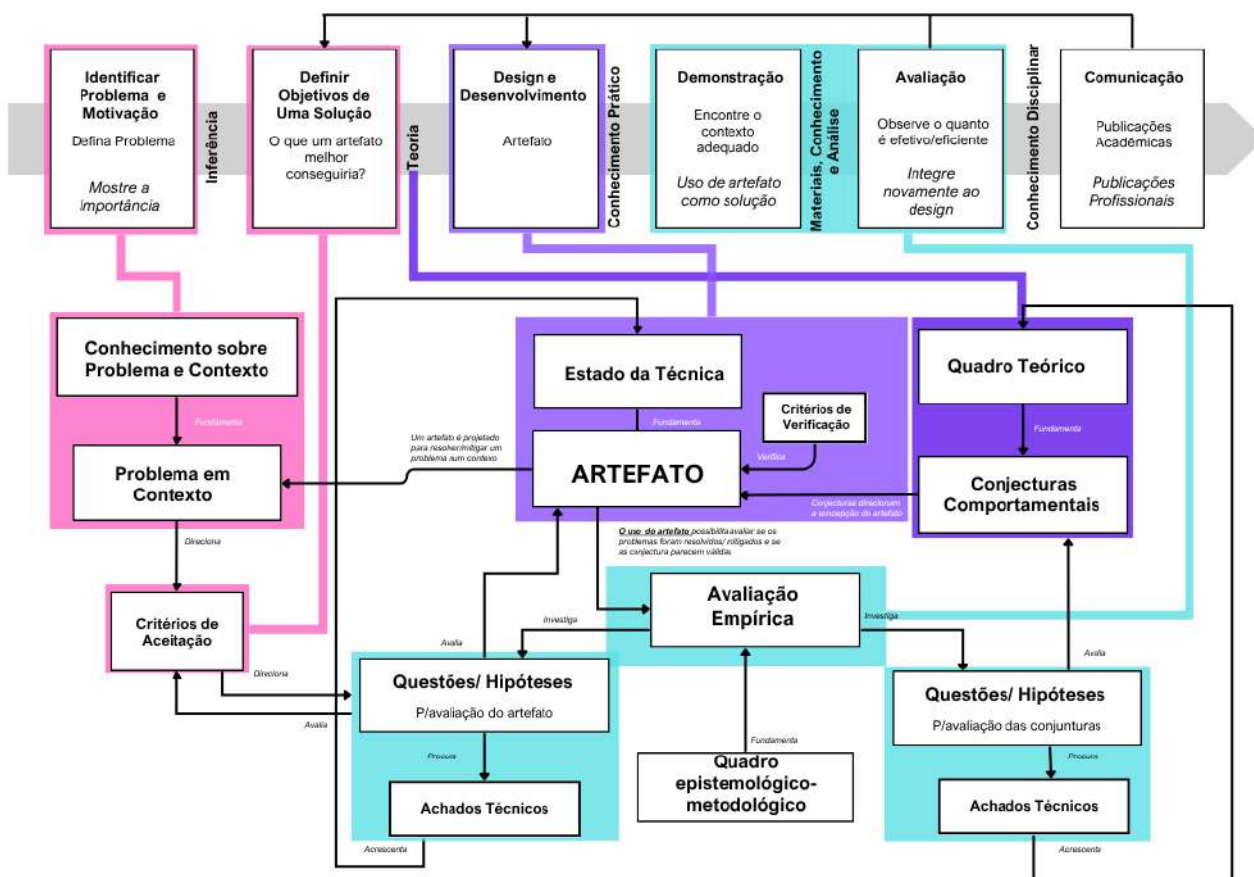 Identificar
Problema e
Motivação
Defina Problema
Mostre a
Importância
Inferência
Definir
Objetivos de
Uma Solução
O que um artefato
melhor
conseguiria?
Teoria
Design e
Desenvolvimento
Artefato
Conhecimento Prático
Demonstração
Encontre o
contexto
adequado
Uso de artefato
como solução
Materiais, Conhecimento
e Análise
Avaliação
Observe o quanto
é efetivo/eficiente
Integre
novamente ao
design
Conhecimento Disciplinar
Comunicação
Publicações
Acadêmicas
Publicações
Profissionais
Conhecimento sobre
Problema e Contexto
Fundamenta
Problema em
Contexto
Direciona
Critérios de
Aceitação
Direciona
Avalia
Um artefato é projetado
para resolver/mitigar um
problema num contexo
Estado da Técnica
Fundamenta
Critérios de
Verificação
Verifica
ARTEFATO
Quadro Teórico
Fundamenta
Conjecturas
Comportamentais
Conjecturas direcionam
a concepção do artefato
O uso do artefato possibilita avaliar se os
problemas foram resolvidos/ mitigados e se
as conjectura parecem válidas
Avaliação
Empírica
Investiga
Investiga
Avalia
Avalia
Questões/ Hipóteses
P/avaliação do artefato
Procura
Achados Técnicos
Acrescenta
Fundamenta
Quadro
epistemológico-
metodológico
Questões/ Hipóteses
P/avaliação das conjunturas
Procura
Achados Técnicos
Acrescenta